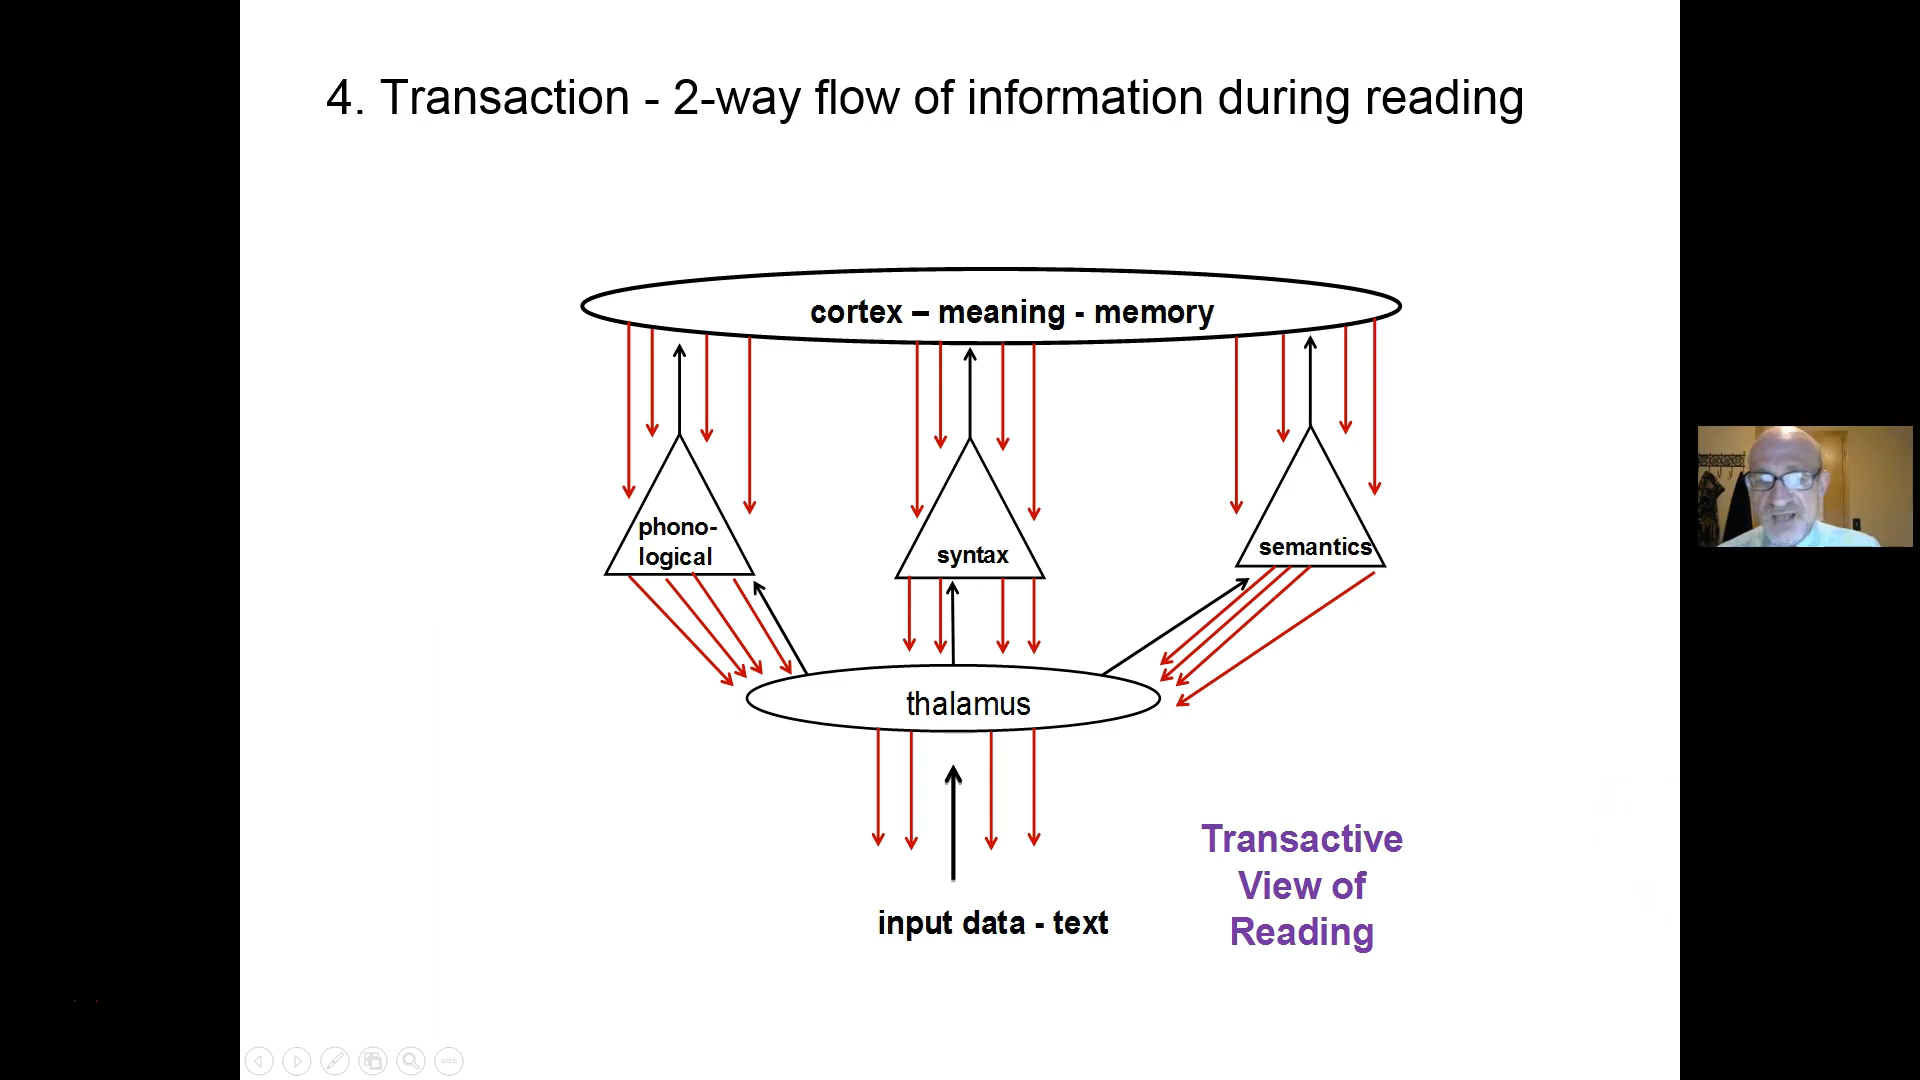 4. Transaction - 2-way flow of information during reading
cortex – meaning - memory
phono-
logical
syntax
semantics
thalamus
input data - text
Transactive
View of
Reading